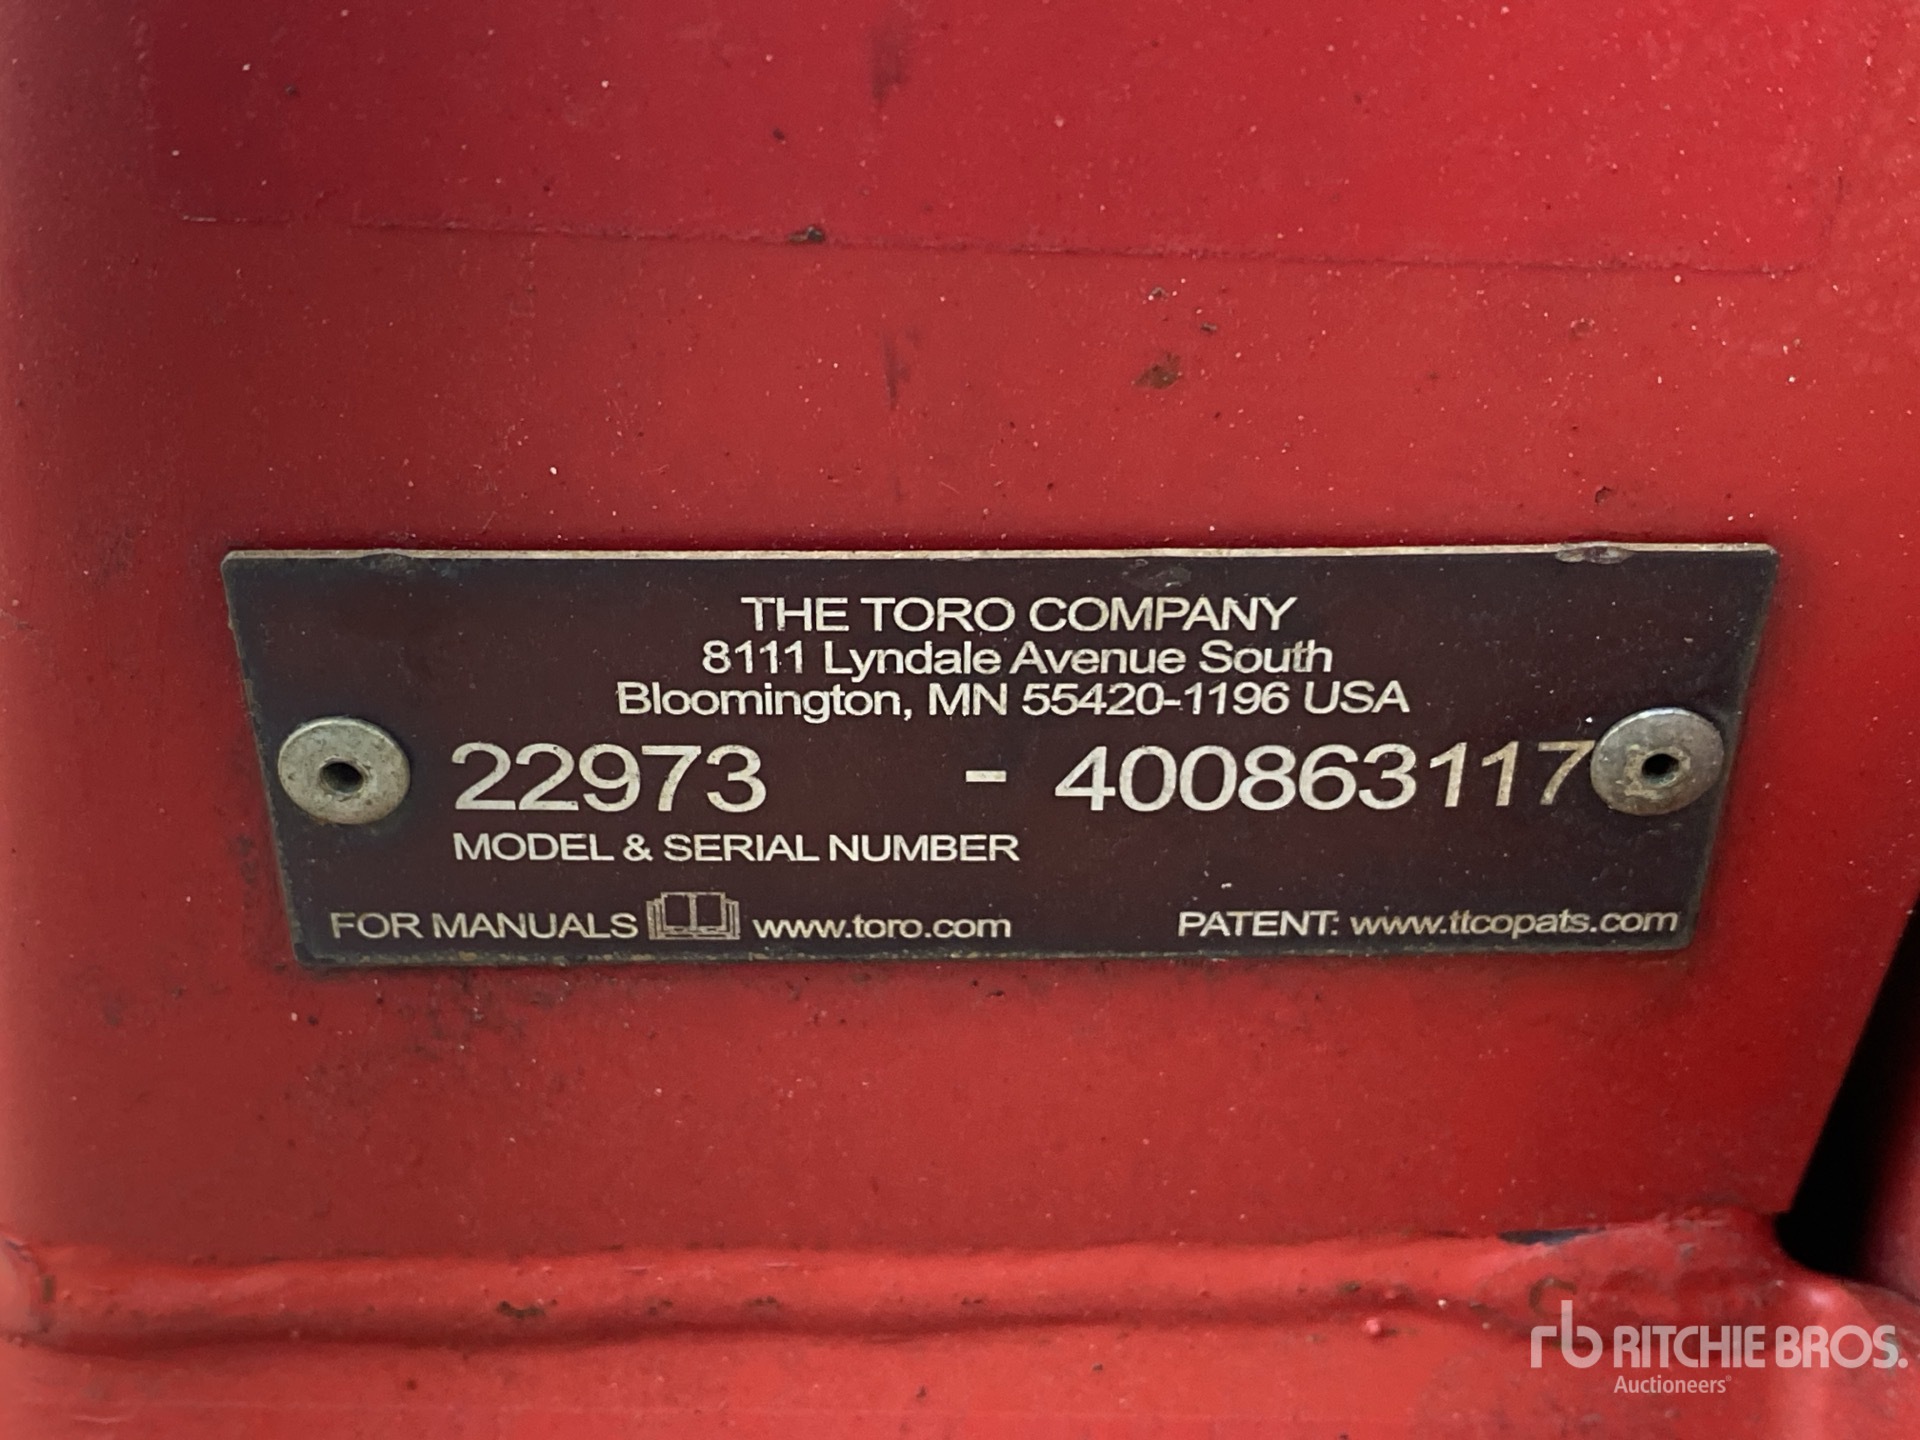 THE TORO COMPANY
8111 Lyndale Avenue South
Bloomington, MN 55420-1196 USA
22973 - 400863117
MODEL & SERIAL NUMBER
FOR MANUALS www.toro.com PATENT: www.ttcopats.com
rb RITCHIE BROS.
Auctioneers